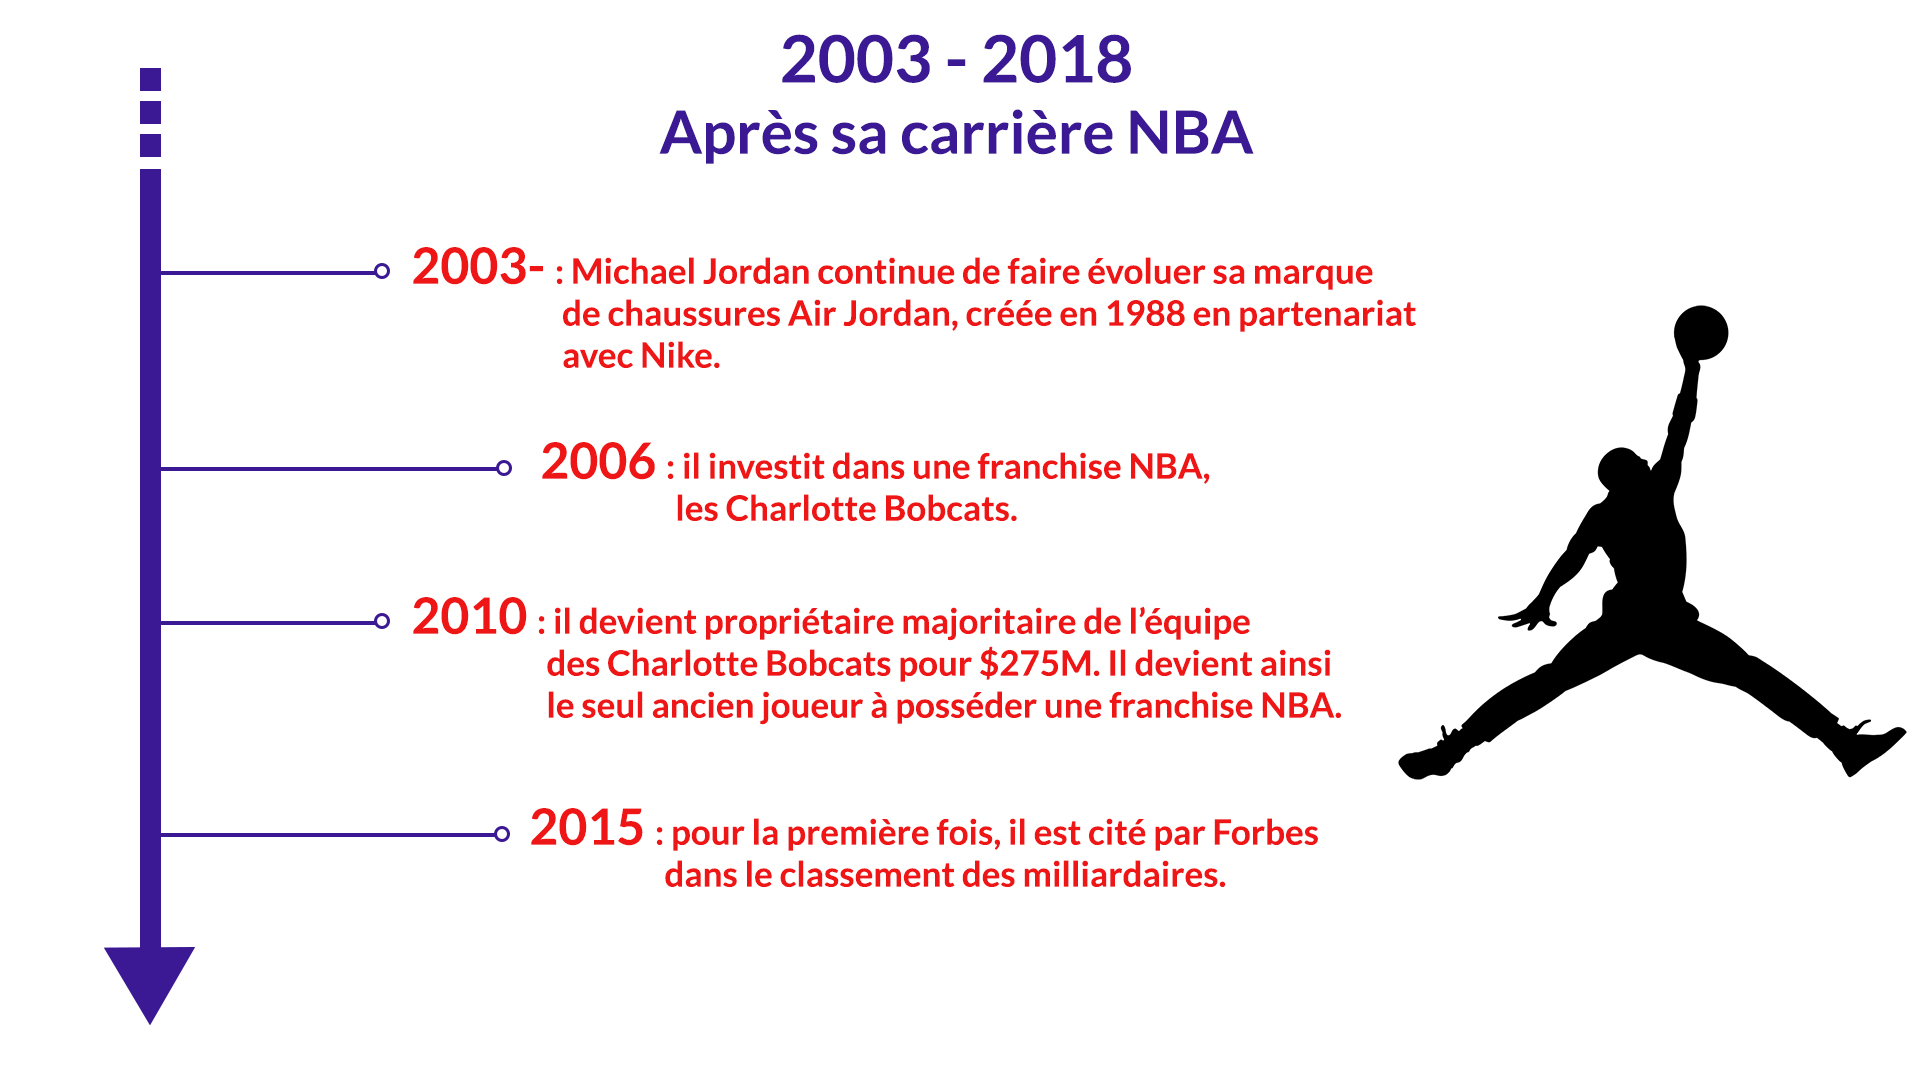 2003 - 2018
Après sa carrière NBA
2003- : Michael Jordan continue de faire évoluer sa marque
de chaussures Air Jordan, créée en 1988 en partenariat
avec Nike.
2006 : il investit dans une franchise NBA,
les Charlotte Bobcats.
2010 : il devient propriétaire majoritaire de l’équipe
des Charlotte Bobcats pour $275M. Il devient ainsi
le seul ancien joueur à posséder une franchise NBA.
2015 : pour la première fois, il est cité par Forbes
dans le classement des milliardaires.